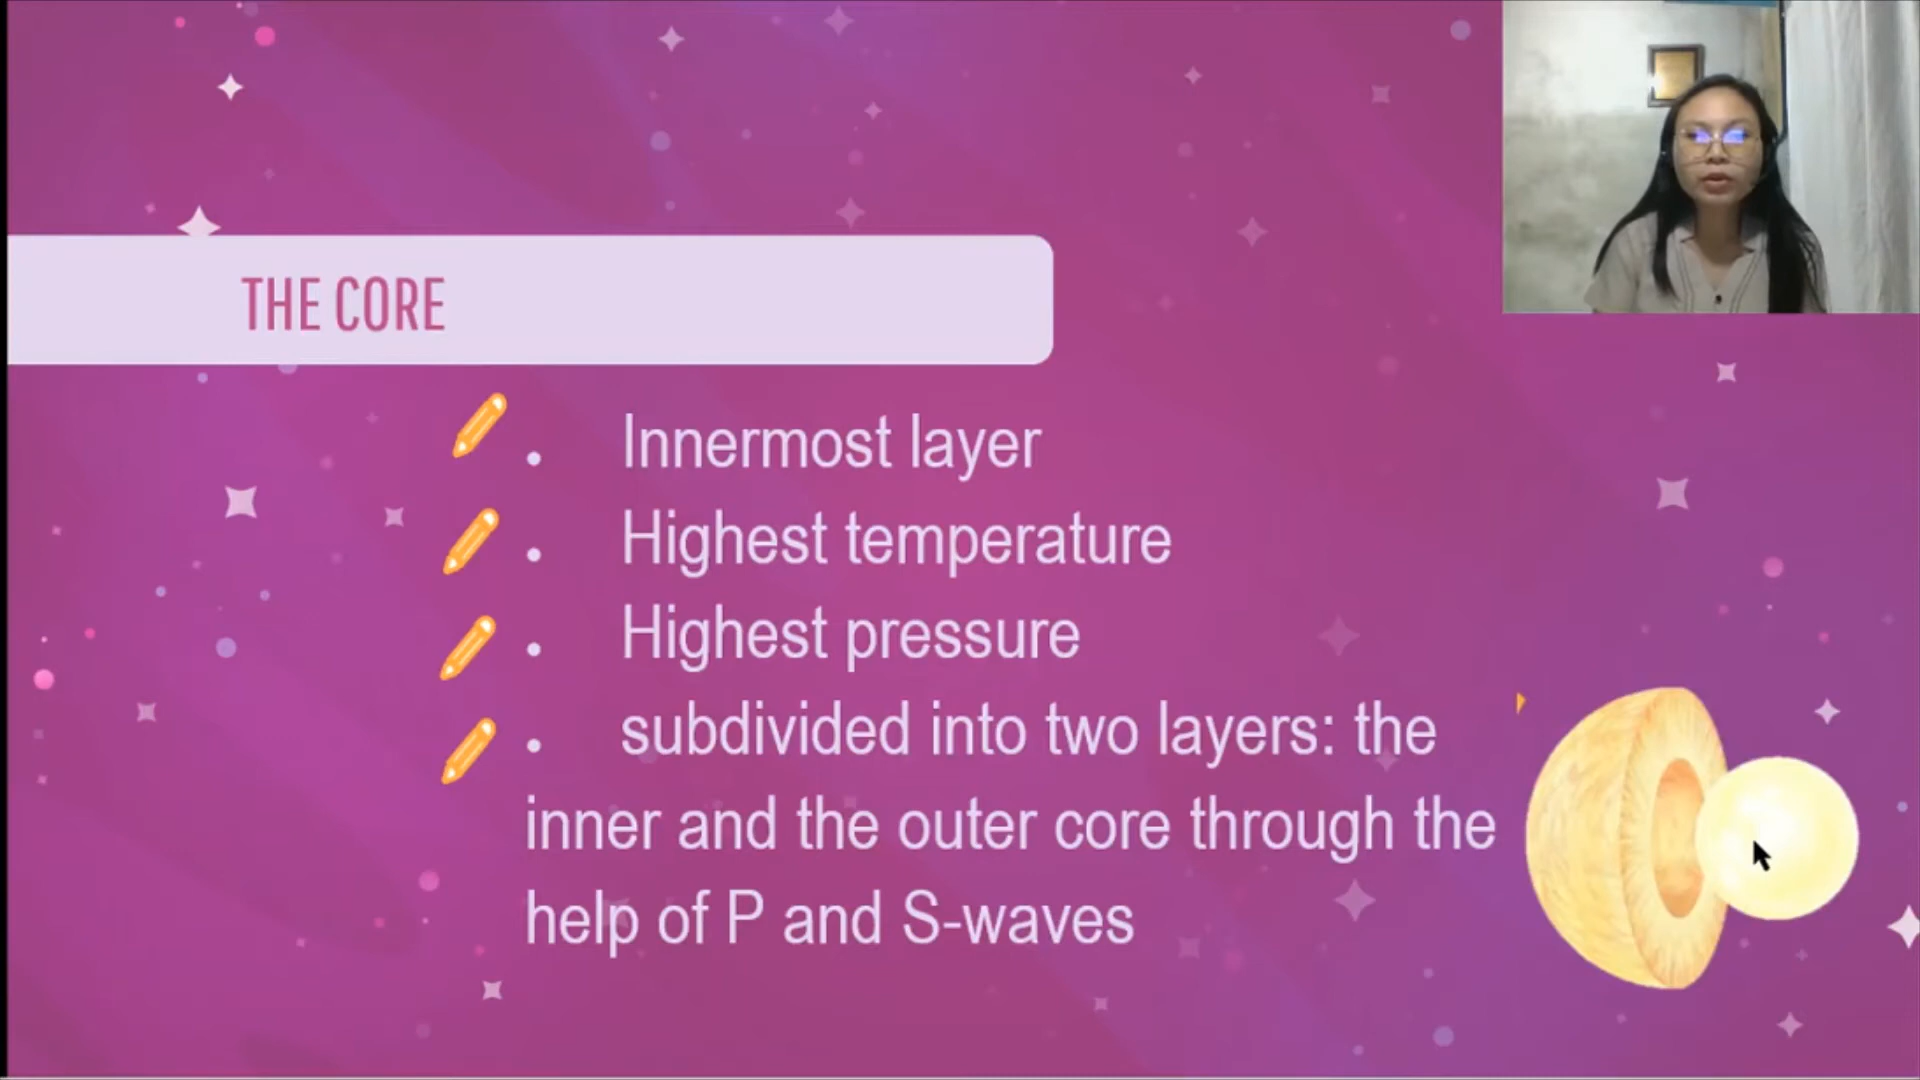 THE CORE
• Innermost layer
• Highest temperature
• Highest pressure
• subdivided into two layers: the
inner and the outer core through the
help of P and S-waves